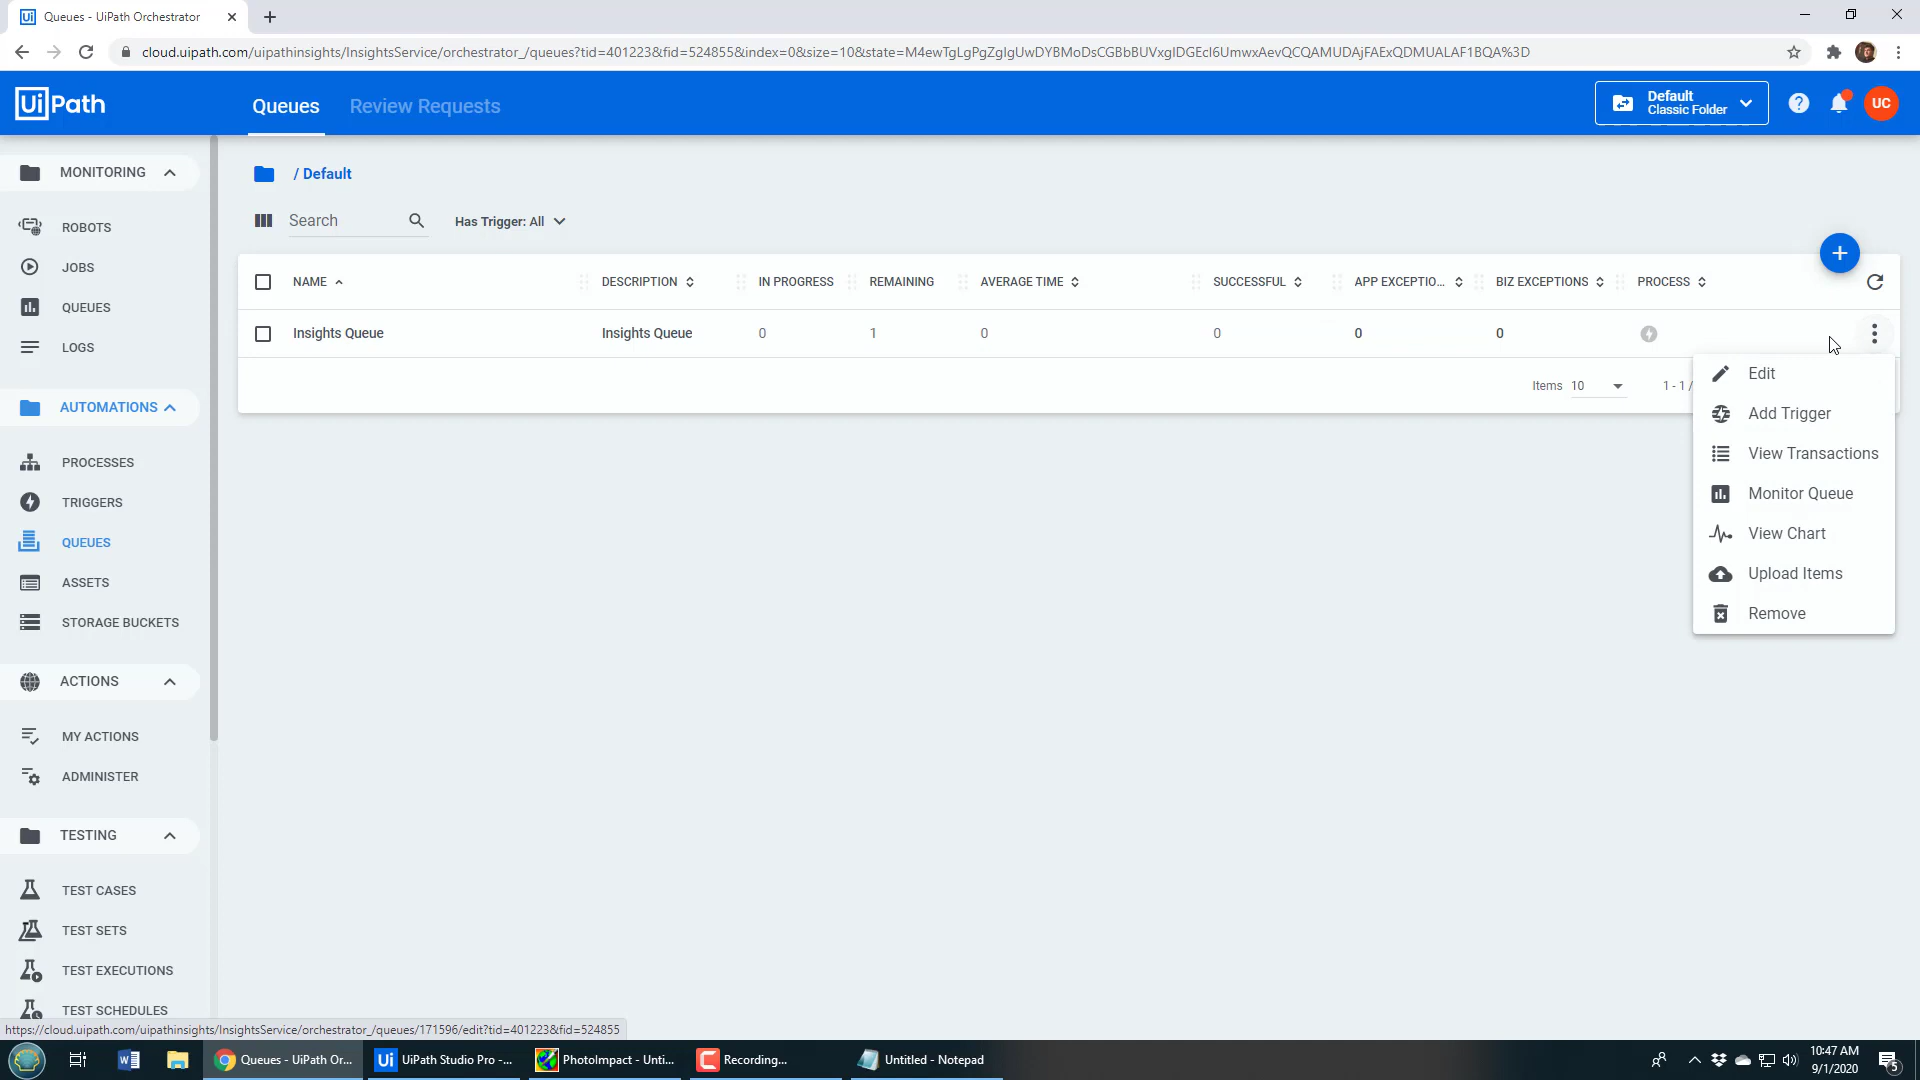 Queues - UiPath Orchestrator
cloud.uipath.com/uipathinsights/InsightsService/orchestrator_/queues?tid=401223&fid=524855&index=0&size=10&state=M4ewTgLgPgZgIgUwDYBMoDsCGBbBUVxgIDGEcI6UmwxAevQCQAMUDAjFAExQDMUALAF1BQA%3D
UiPath
Queues
Review Requests
Default
Classic Folder
UC
MONITORING
ROBOTS
JOBS
QUEUES
LOGS
AUTOMATIONS
PROCESSES
TRIGGERS
QUEUES
ASSETS
STORAGE BUCKETS
ACTIONS
MY ACTIONS
ADMINISTER
TESTING
TEST CASES
TEST SETS
TEST EXECUTIONS
TEST SCHEDULES
/ Default
Search
Has Trigger: All
NAME DESCRIPTION IN PROGRESS REMAINING AVERAGE TIME SUCCESSFUL APP EXCEPTIO... BIZ EXCEPTIONS PROCESS
Insights Queue Insights Queue 0 1 0 0 0 0
Items 10 1 - 1 /
Edit
Add Trigger
View Transactions
Monitor Queue
View Chart
Upload Items
Remove
https://cloud.uipath.com/uipathinsights/InsightsService/orchestrator_/queues/171596/edit?tid=401223&fid=524855
Queues - UiPath Or...
Ui UiPath Studio Pro -...
PhotoImpact - Unti...
Recording...
Untitled - Notepad
10:47 AM
9/1/2020
5